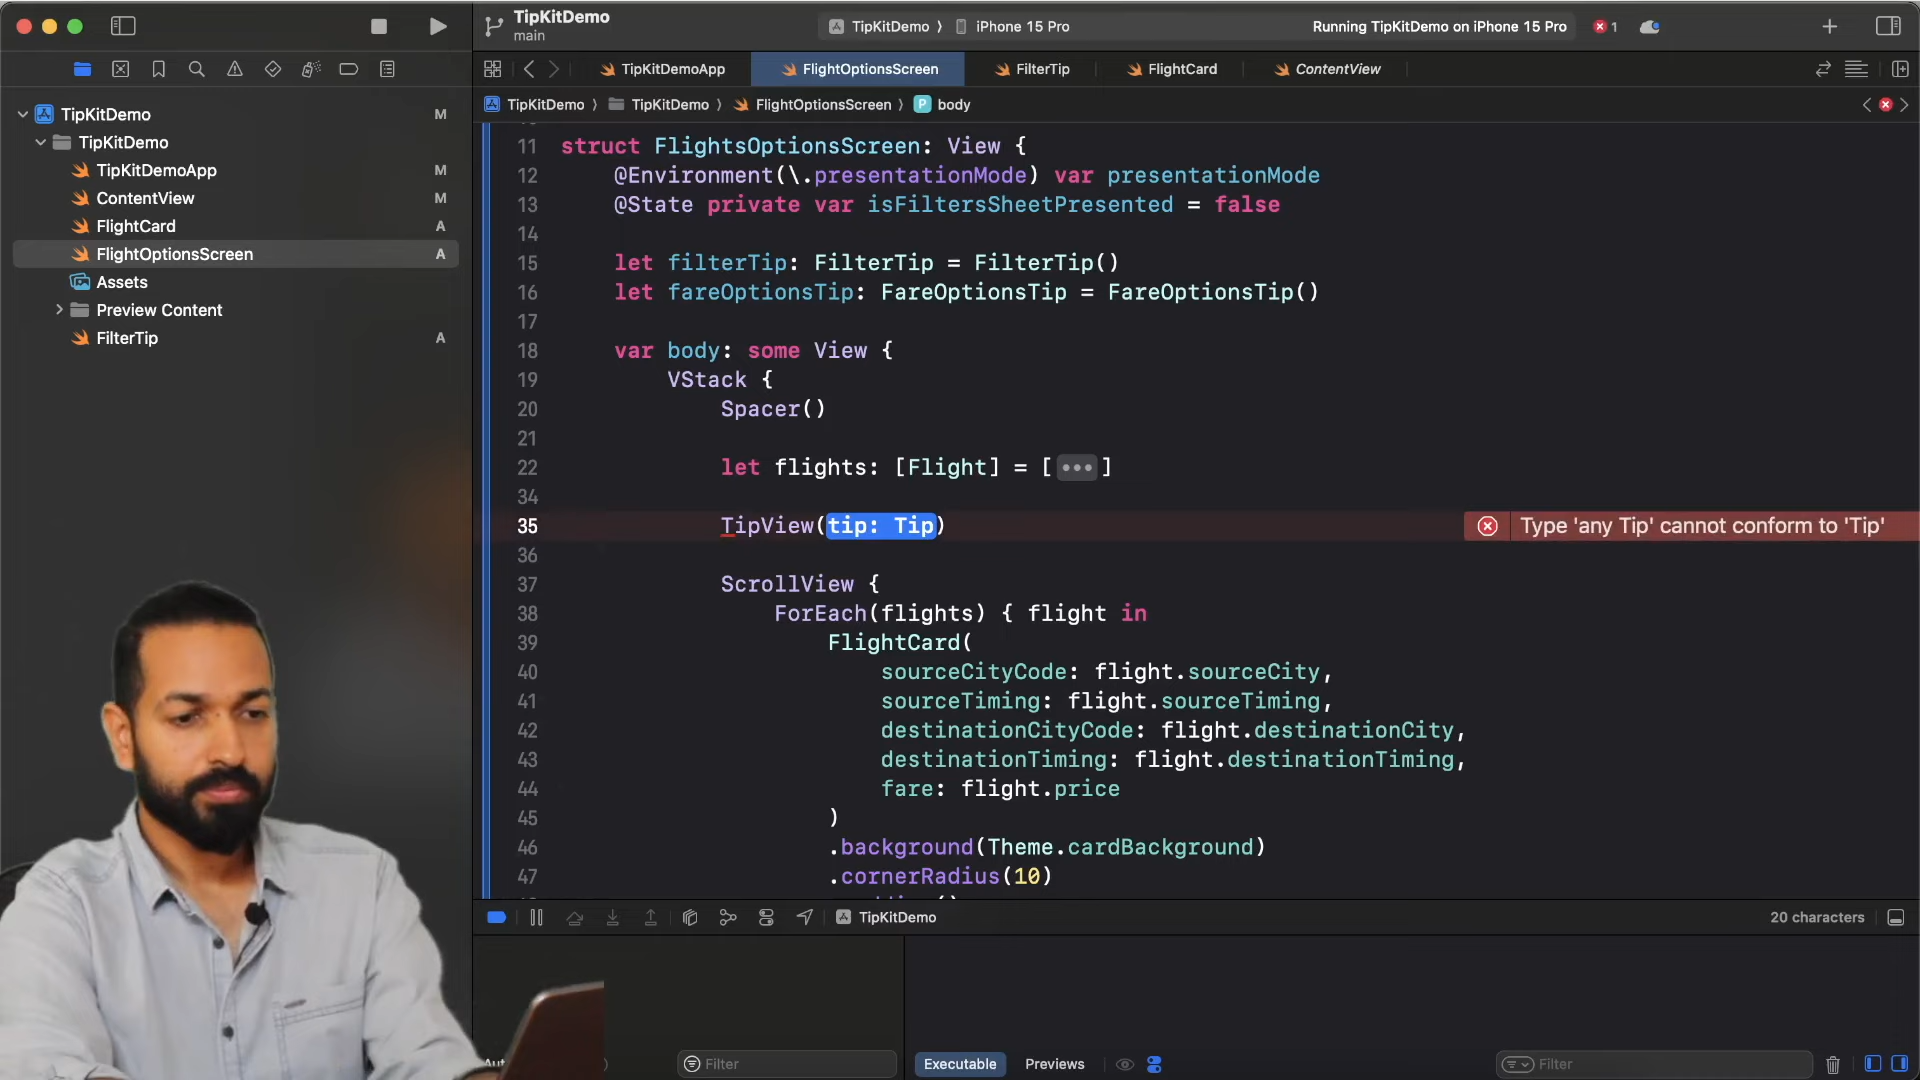 TipKitDemo
main
TipKitDemo 〉 iPhone 15 Pro
Running TipKitDemo on iPhone 15 Pro
1
TipKitDemoApp
FlightOptionsScreen
FilterTip
FlightCard
ContentView
TipKitDemo 〉 TipKitDemo 〉 FlightOptionsScreen 〉 P body
TipKitDemo M
TipKitDemo
TipKitDemoApp M
ContentView M
FlightCard A
FlightOptionsScreen A
Assets
Preview Content
FilterTip A
11 struct FlightsOptionsScreen: View {
12 @Environment(\.presentationMode) var presentationMode
13 @State private var isFiltersSheetPresented = false
14
15 let filterTip: FilterTip = FilterTip()
16 let fareOptionsTip: FareOptionsTip = FareOptionsTip()
17
18 var body: some View {
19 VStack {
20 Spacer()
21
22 let flights: [Flight] = [•••]
34
35 TipView(tip: Tip) Type 'any Tip' cannot conform to 'Tip'
36
37 ScrollView {
38 ForEach(flights) { flight in
39 FlightCard(
40 sourceCityCode: flight.sourceCity,
41 sourceTiming: flight.sourceTiming,
42 destinationCityCode: flight.destinationCity,
43 destinationTiming: flight.destinationTiming,
44 fare: flight.price
45 )
46 .background(Theme.cardBackground)
47 .cornerRadius(10)
TipKitDemo
20 characters
Filter
Executable
Previews
Filter